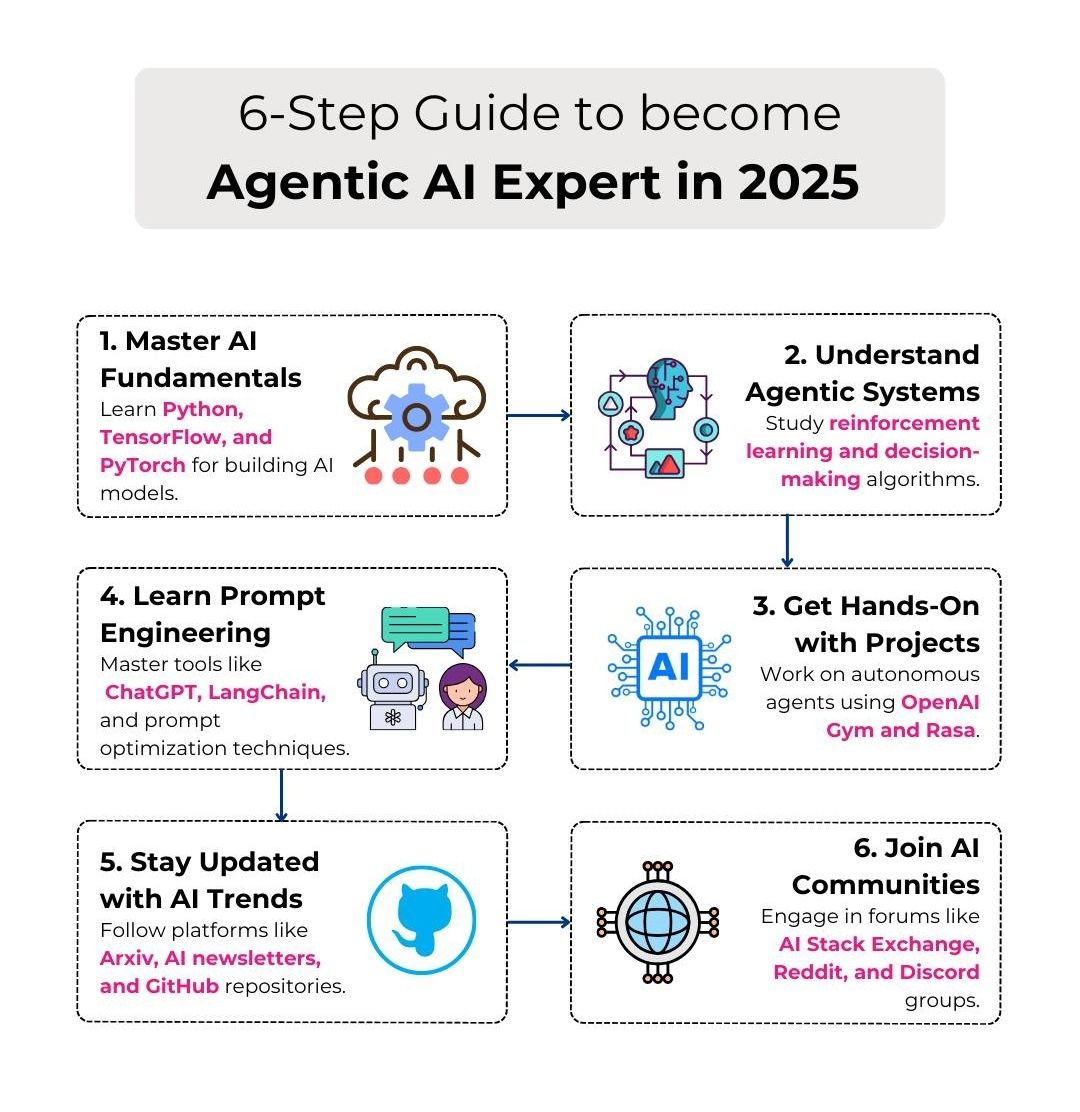 6-Step Guide to become
Agentic AI Expert in 2025
1. Master AI
Fundamentals
Learn Python,
TensorFlow, and
PyTorch for building AI
models.
2. Understand
Agentic Systems
Study reinforcement
learning and decision-
making algorithms.
3. Get Hands-On
with Projects
Work on autonomous
agents using OpenAI
Gym and Rasa.
AI
4. Learn Prompt
Engineering
Master tools like
ChatGPT, LangChain,
and prompt
optimization techniques.
5. Stay Updated
with AI Trends
Follow platforms like
Arxiv, AI newsletters,
and GitHub repositories.
6. Join AI
Communities
Engage in forums like
AI Stack Exchange,
Reddit, and Discord
groups.